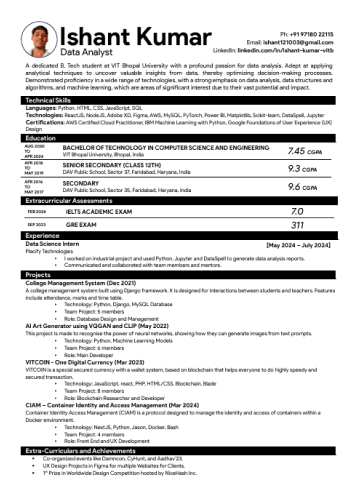 Ishant Kumar
Data Analyst
Ph: +91 97180 22115
Email: ishant121003@gmail.com
LinkedIn: linkedin.com/in/ishant-kumar-vitb
A dedicated B. Tech student at VIT Bhopal University with a profound passion for data analysis. Adept at applying
analytical techniques to uncover valuable insights from data, thereby optimizing decision-making processes.
Demonstrated proficiency in a wide range of technologies, with a strong emphasis on data analysis, data structures and
algorithms, and machine learning, which are areas of significant interest due to their vast potential and impact.
Technical Skills
Languages: Python, HTML, CSS, JavaScript, SQL
Technologies: ReactJS, NodeJS, Adobe XD, Figma, AWS, MySQL, PyTorch, Power BI, Matplotlib, Scikit-learn, DataSpell, Jupyter
Certifications: AWS Certified Cloud Practitioner, IBM Machine Learning with Python, Google Foundations of User Experience (UX)
Design
Education
AUG 2020
TO
APR 2024
BACHELOR OF TECHNOLOGY IN COMPUTER SCIENCE AND ENGINEERING
VIT Bhopal University, Bhopal, India
7.45 CGPA
APR 2018
TO
MAY 2019
SENIOR SECONDARY (CLASS 12TH)
DAV Public School, Sector 37, Faridabad, Haryana, India
9.3 CGPA
APR 2016
TO
MAY 2017
SECONDARY
DAV Public School, Sector 35, Faridabad, Haryana, India
9.6 CGPA
Extracurricular Assessments
FEB 2024
IELTS ACADEMIC EXAM
7.0
SEP 2023
GRE EXAM
311
Experience
Data Science Intern
[May 2024 – July 2024]
Placify Technologies
• I worked on industrial project and used Python, Jupyter and DataSpell to generate data analysis reports.
• Communicated and collaborated with team members and mentors.
Projects
College Management System (Dec 2021)
A college management system built using Django framework. It is designed for interactions between students and teachers. Features
include attendance, marks and time table.
• Technology: Python, Django, MySQL Database
• Team Project: 5 members
• Role: Database Design and Management
AI Art Generator using VQGAN and CLIP (May 2022)
This project is made to recognise the power of neural networks, showing how they can generate images from text prompts.
• Technology: Python, Machine Learning Models
• Team Project: 6 members
• Role: Main Developer
VITCOIN - One Digital Currency (Mar 2023)
VITCOIN is a special secured currency with a wallet system, based on blockchain that helps everyone to do highly speedy and
secured transaction.
• Technology: JavaScript, react, PHP, HTML/CSS, Blockchain, Blade
• Team Project: 8 members
• Role: Blockchain Researcher and Developer
CIAM – Container Identity and Access Management (Mar 2024)
Container Identity Access Management (CIAM) is a protocol designed to manage the identity and access of containers within a
Docker environment.
• Technology: NextJS, Python, Jason, Docker, Bash
• Team Project: 4 members
• Role: Front End and UX Development
Extra-Curriculars and Achievements
• Co-organized events like Damncon, CyHunt, and Aadhav'23.
• UX Design Projects in Figma for multiple Websites for Clients.
• 1st Prize in Worldwide Design Competition hosted by NiceHash Inc.